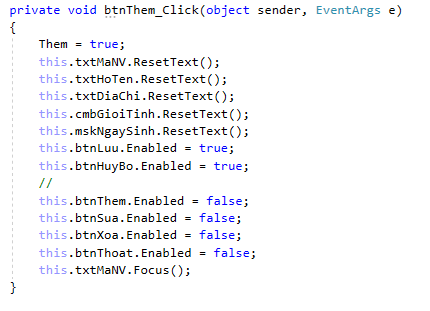 private void btnThem_Click(object sender, EventArgs e)
{
    Them = true;
    this.txtMaNV.ResetText();
    this.txtHoTen.ResetText();
    this.txtDiaChi.ResetText();
    this.cmbGioiTinh.ResetText();
    this.mskNgaySinh.ResetText();
    this.btnLuu.Enabled = true;
    this.btnHuyBo.Enabled = true;
    //
    this.btnThem.Enabled = false;
    this.btnSua.Enabled = false;
    this.btnXoa.Enabled = false;
    this.btnThoat.Enabled = false;
    this.txtMaNV.Focus();
}